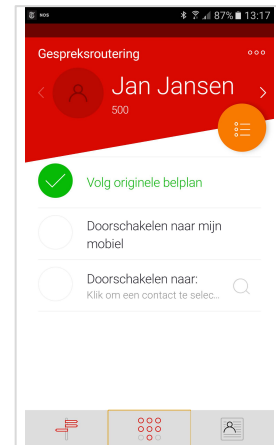 NOS 87% 13:17
Gespreksroutering
Jan Jansen
500
Volg originele belplan
Doorschakelen naar mijn
mobiel
Doorschakelen naar:
Klik om een contact te selec...